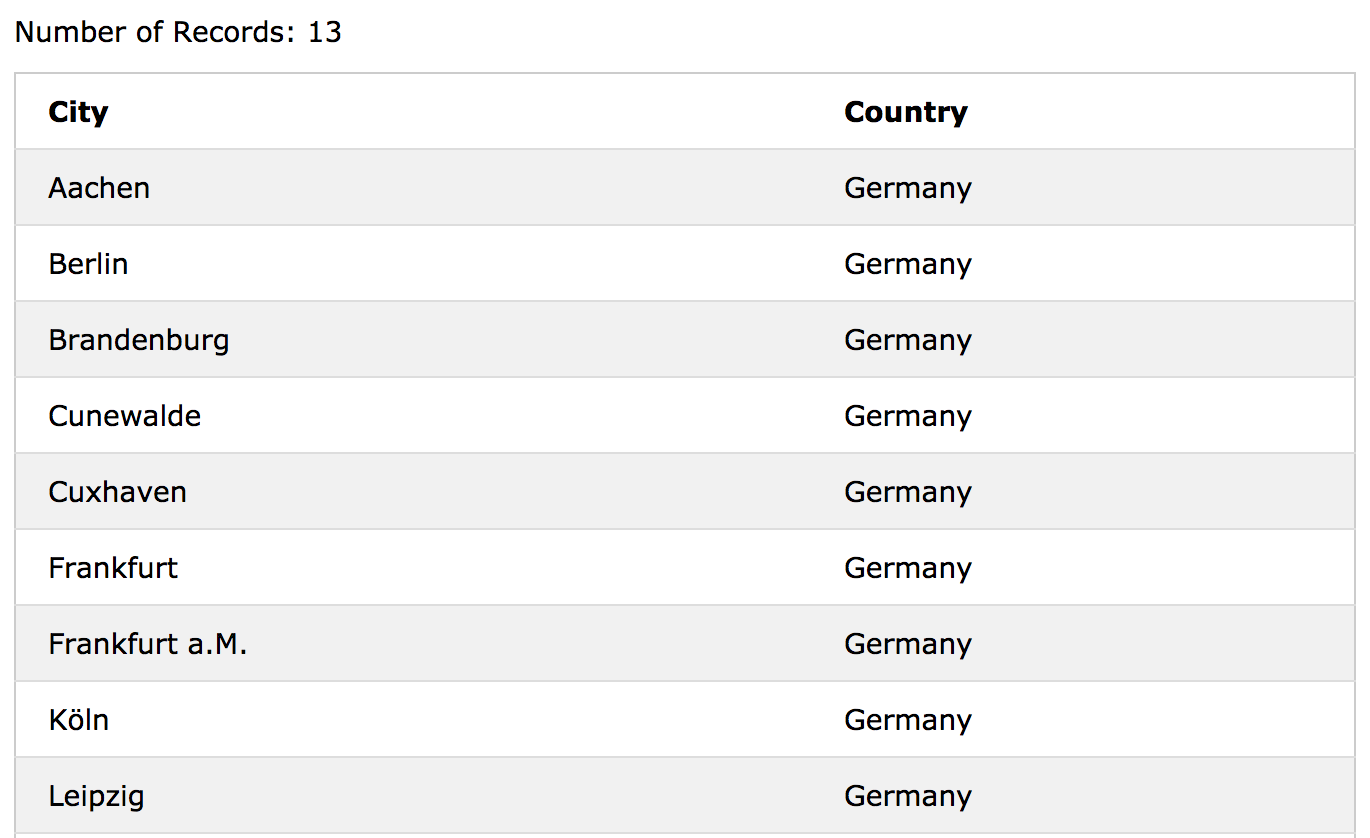 Number of Records: 13
City Country
Aachen Germany
Berlin Germany
Brandenburg Germany
Cunewalde Germany
Cuxhaven Germany
Frankfurt Germany
Frankfurt a.M. Germany
Köln Germany
Leipzig Germany